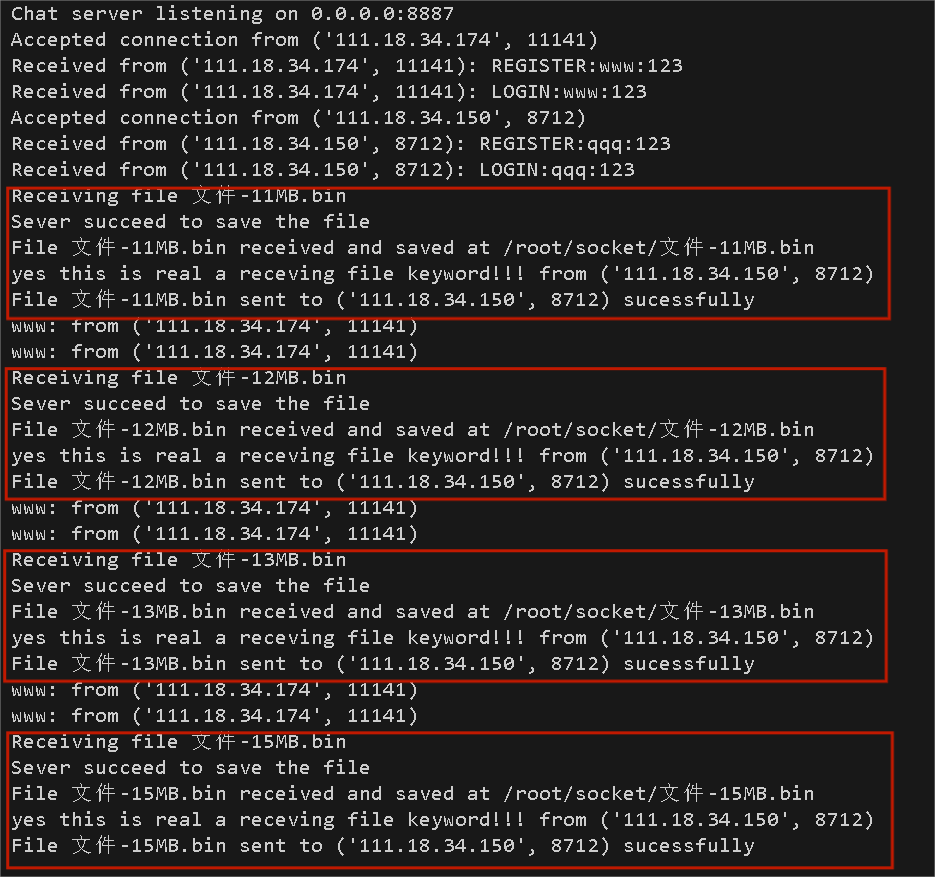 Chat server listening on 0.0.0.0:8887
Accepted connection from ('111.18.34.174', 11141)
Received from ('111.18.34.174', 11141): REGISTER:www:123
Received from ('111.18.34.174', 11141): LOGIN:www:123
Accepted connection from ('111.18.34.150', 8712)
Received from ('111.18.34.150', 8712): REGISTER:qqq:123
Received from ('111.18.34.150', 8712): LOGIN:qqq:123
Receiving file 文件-11MB.bin
Sever succeed to save the file
File 文件-11MB.bin received and saved at /root/socket/文件-11MB.bin
yes this is real a receving file keyword!!! from ('111.18.34.150', 8712)
File 文件-11MB.bin sent to ('111.18.34.150', 8712) sucessfully
www: from ('111.18.34.174', 11141)
www: from ('111.18.34.174', 11141)
Receiving file 文件-12MB.bin
Sever succeed to save the file
File 文件-12MB.bin received and saved at /root/socket/文件-12MB.bin
yes this is real a receving file keyword!!! from ('111.18.34.150', 8712)
File 文件-12MB.bin sent to ('111.18.34.150', 8712) sucessfully
www: from ('111.18.34.174', 11141)
www: from ('111.18.34.174', 11141)
Receiving file 文件-13MB.bin
Sever succeed to save the file
File 文件-13MB.bin received and saved at /root/socket/文件-13MB.bin
yes this is real a receving file keyword!!! from ('111.18.34.150', 8712)
File 文件-13MB.bin sent to ('111.18.34.150', 8712) sucessfully
www: from ('111.18.34.174', 11141)
www: from ('111.18.34.174', 11141)
Receiving file 文件-15MB.bin
Sever succeed to save the file
File 文件-15MB.bin received and saved at /root/socket/文件-15MB.bin
yes this is real a receving file keyword!!! from ('111.18.34.150', 8712)
File 文件-15MB.bin sent to ('111.18.34.150', 8712) sucessfully